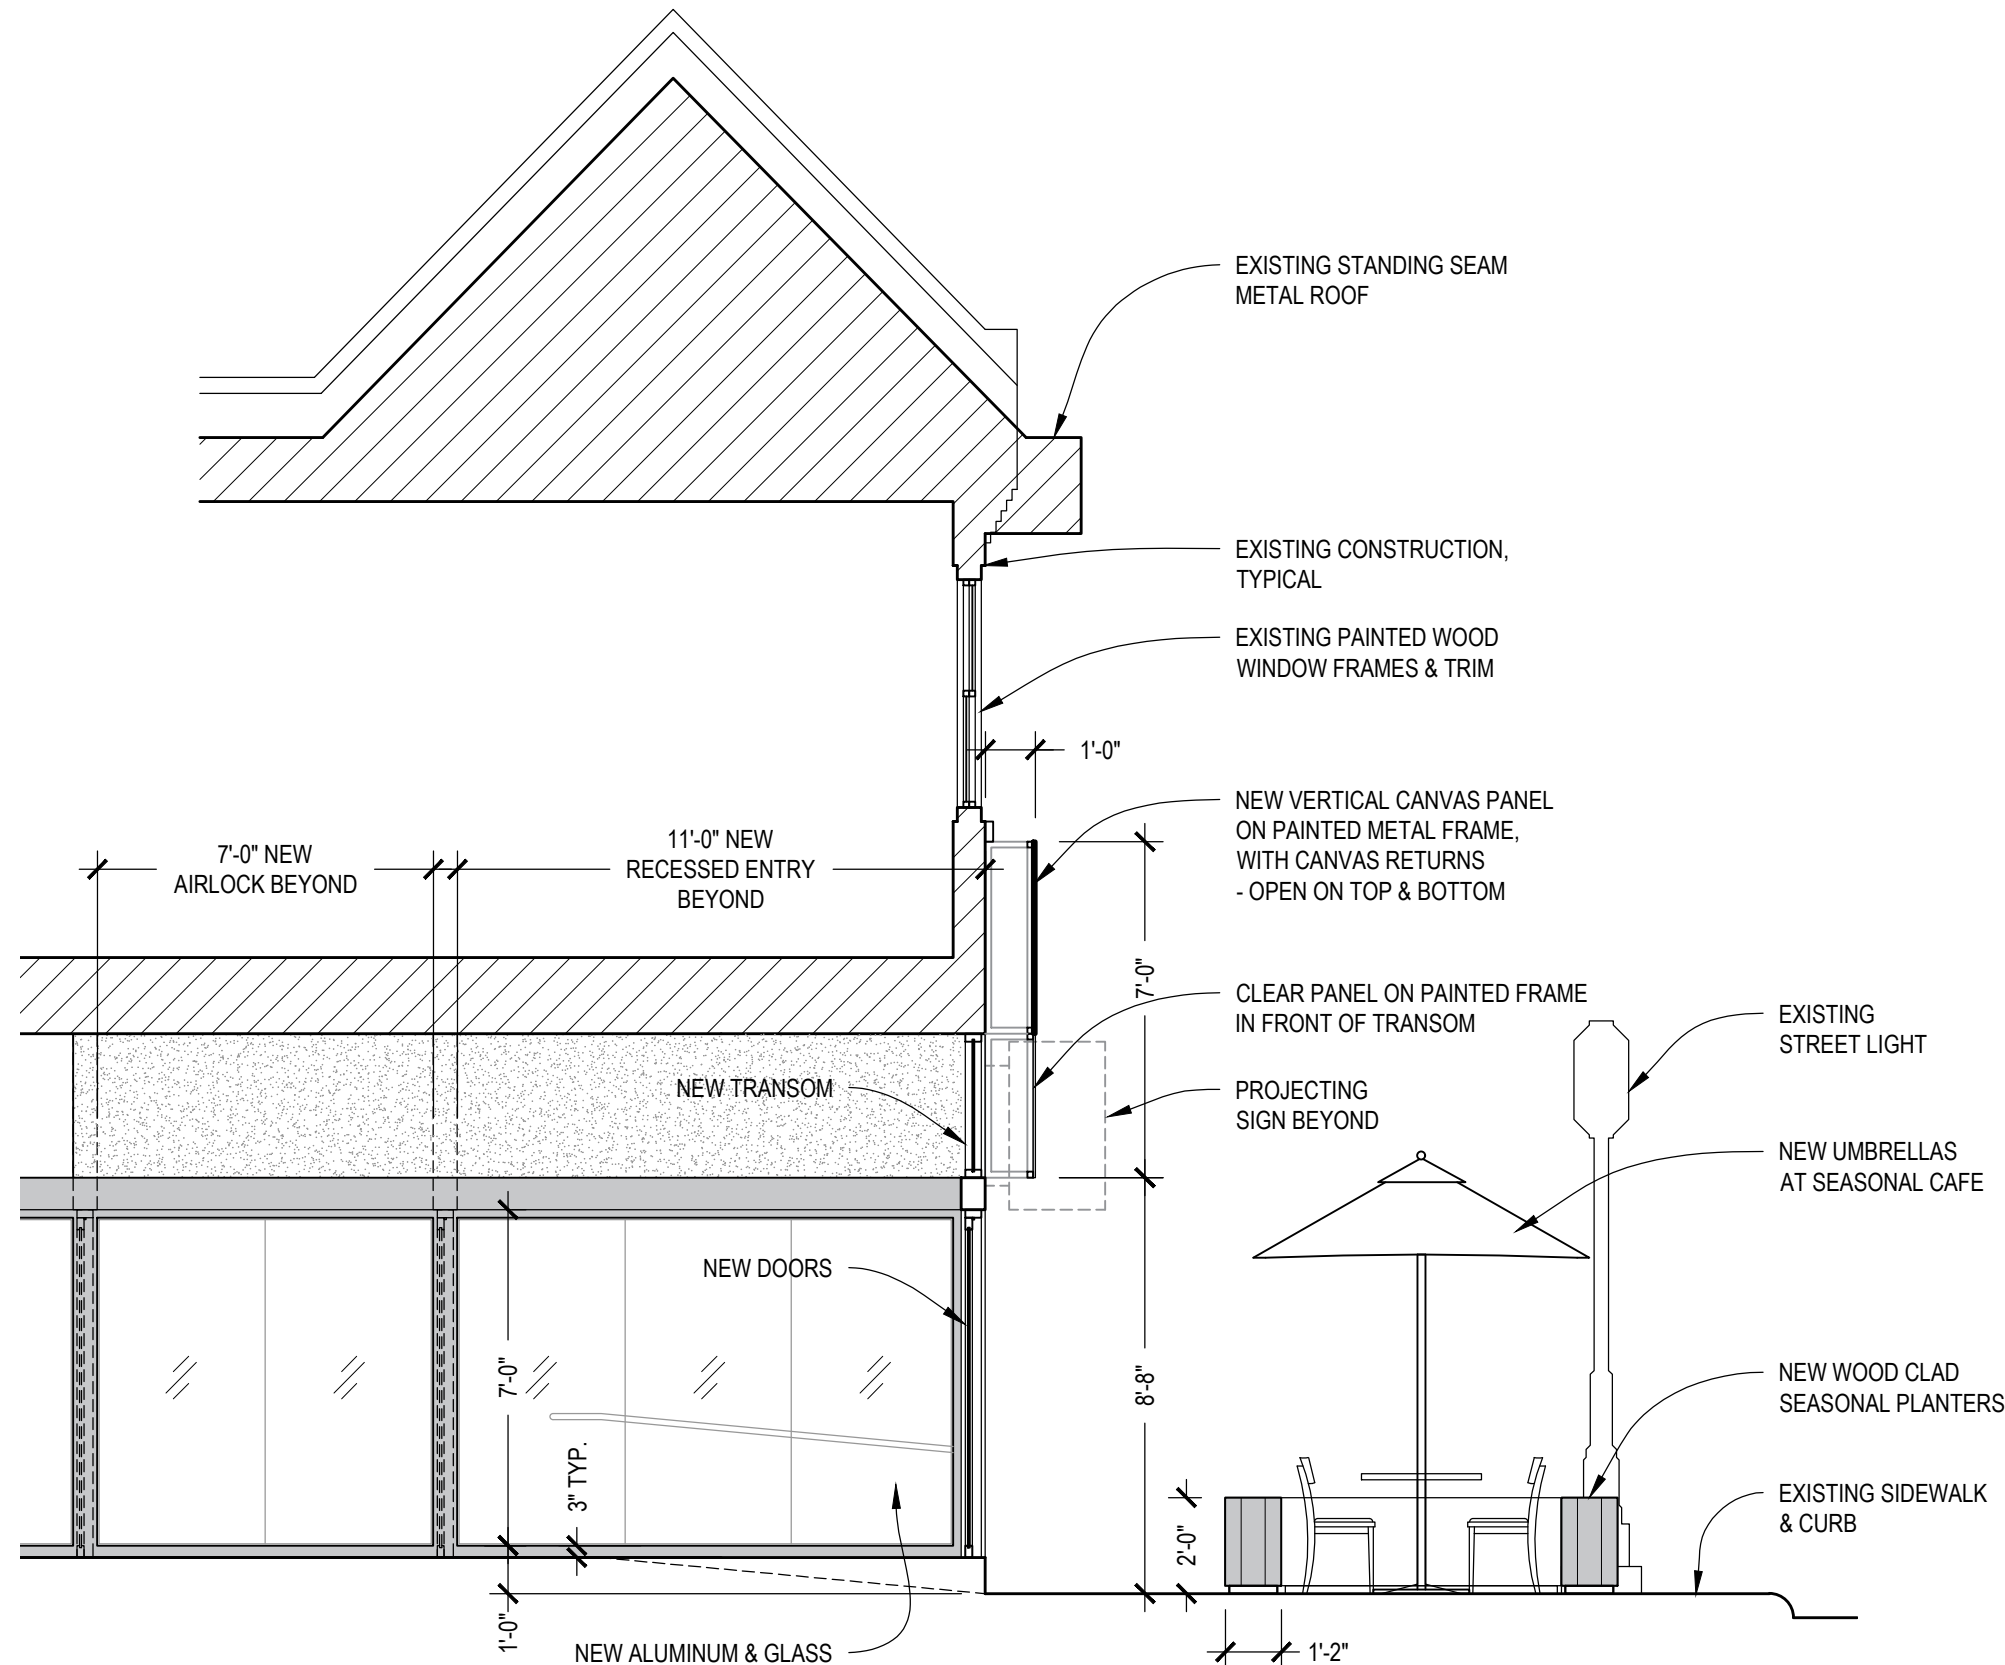 EXISTING STANDING SEAM
METAL ROOF
EXISTING CONSTRUCTION,
TYPICAL
EXISTING PAINTED WOOD
WINDOW FRAMES & TRIM
1'-0"
NEW VERTICAL CANVAS PANEL
ON PAINTED METAL FRAME,
WITH CANVAS RETURNS
- OPEN ON TOP & BOTTOM
7'-0" NEW
AIRLOCK BEYOND
11'-0" NEW
RECESSED ENTRY
BEYOND
7'-0"
CLEAR PANEL ON PAINTED FRAME
IN FRONT OF TRANSOM
EXISTING
STREET LIGHT
NEW TRANSOM
PROJECTING
SIGN BEYOND
NEW UMBRELLAS
AT SEASONAL CAFE
NEW DOORS
7'-0"
8'-8"
NEW WOOD CLAD
SEASONAL PLANTERS
3" TYP.
EXISTING SIDEWALK
& CURB
2'-0"
1'-0"
NEW ALUMINUM & GLASS
1'-2"